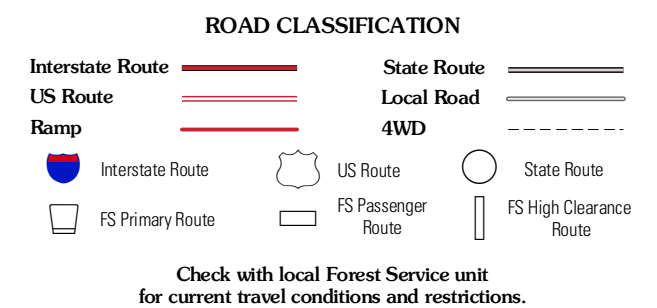 ROAD CLASSIFICATION
Interstate Route
State Route
US Route
Local Road
Ramp
4WD
Interstate Route
US Route
State Route
FS Primary Route
FS Passenger
Route
FS High Clearance
Route
Check with local Forest Service unit
for current travel conditions and restrictions.